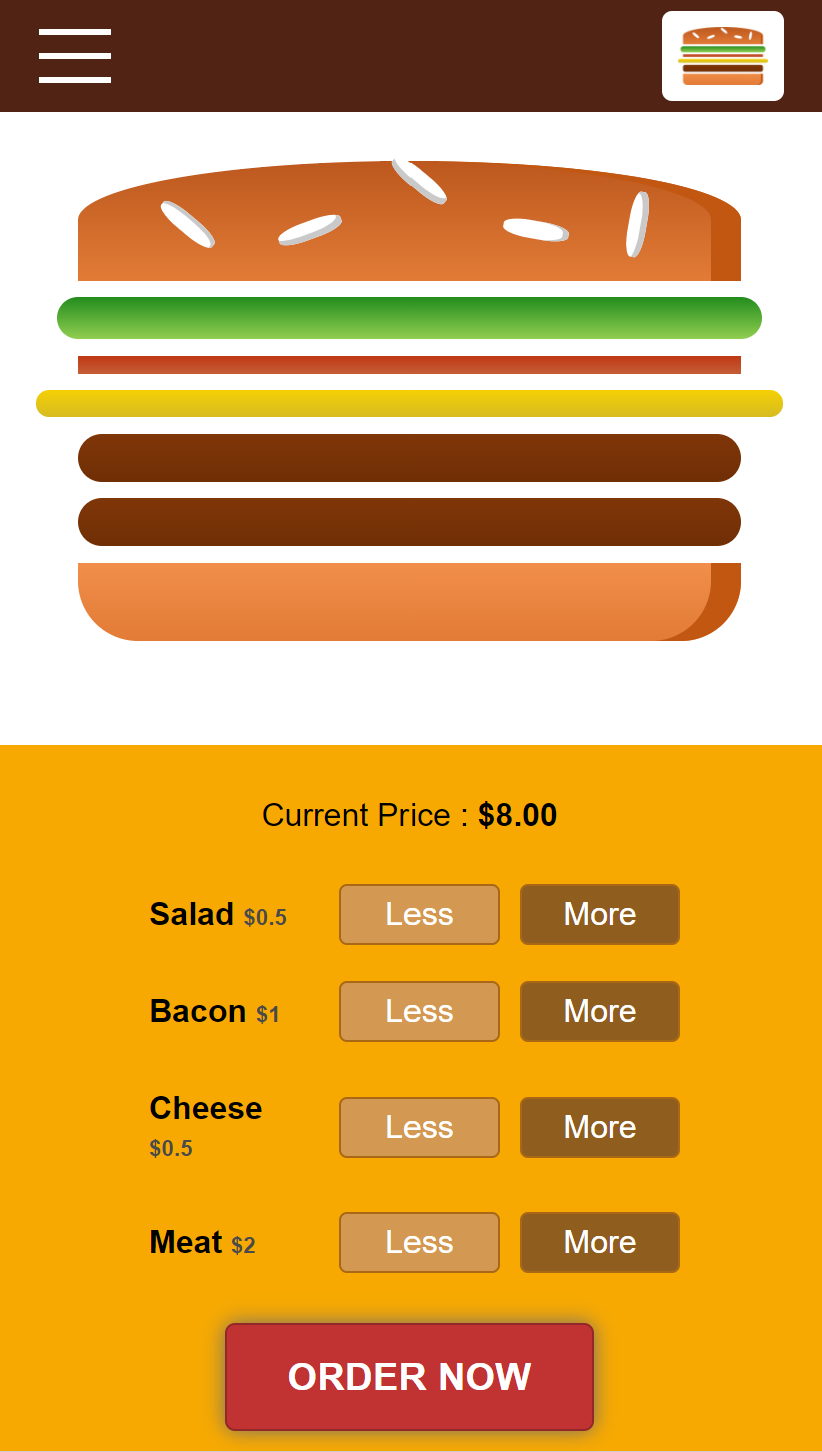 Current Price : $8.00
Salad $0.5 Less More
Bacon $1 Less More
Cheese
$0.5 Less More
Meat $2 Less More
ORDER NOW